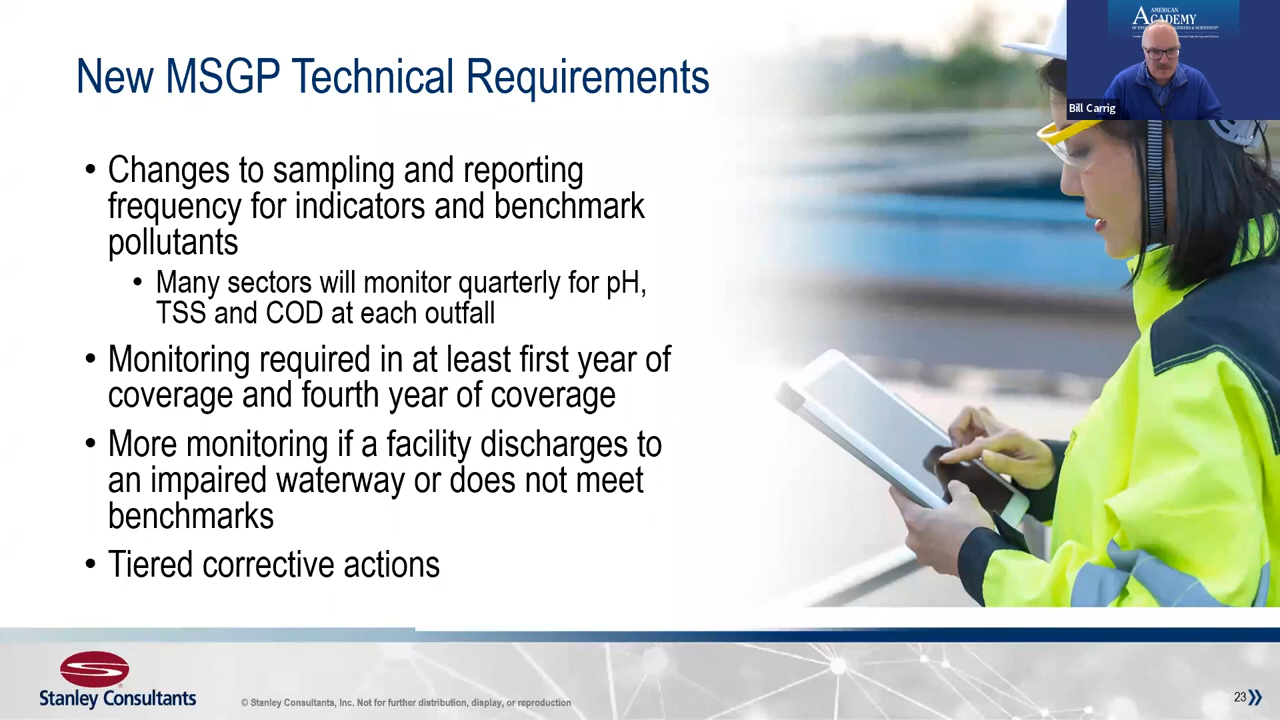 New MSGP Technical Requirements
AMERICAN
ACADEMY
Bill Carrig
• Changes to sampling and reporting
frequency for indicators and benchmark
pollutants
• Many sectors will monitor quarterly for pH,
TSS and COD at each outfall
• Monitoring required in at least first year of
coverage and fourth year of coverage
• More monitoring if a facility discharges to
an impaired waterway or does not meet
benchmarks
• Tiered corrective actions
Stanley Consultants
© Stanley Consultants, Inc. Not for further distribution, display, or reproduction
23